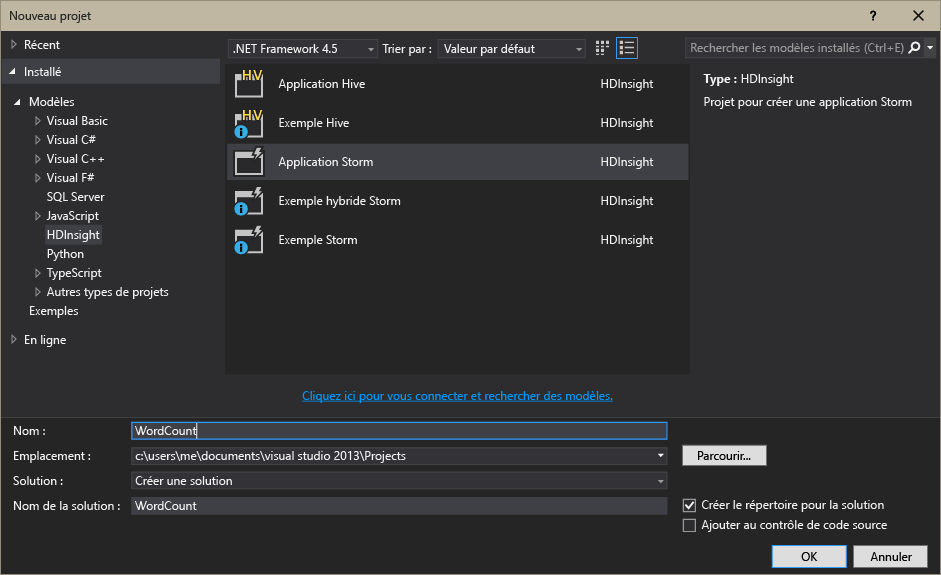 Nouveau projet
?
Récent
.NET Framework 4.5
Trier par :
Valeur par défaut
Rechercher les modèles installés (Ctrl+E)
Installé
Modèles
Visual Basic
Visual C#
Visual C++
Visual F#
SQL Server
JavaScript
HDInsight
Python
TypeScript
Autres types de projets
Exemples
En ligne
HV
Application Hive
HDInsight
HV
Exemple Hive
HDInsight
Application Storm
HDInsight
Exemple hybride Storm
HDInsight
Exemple Storm
HDInsight
Type : HDInsight
Projet pour créer une application Storm
Cliquez ici pour vous connecter et rechercher des modèles.
Nom :
WordCount
Emplacement :
c:\users\me\documents\visual studio 2013\Projects
Parcourir...
Solution :
Créer une solution
Nom de la solution :
WordCount
Créer le répertoire pour la solution
Ajouter au contrôle de code source
OK
Annuler